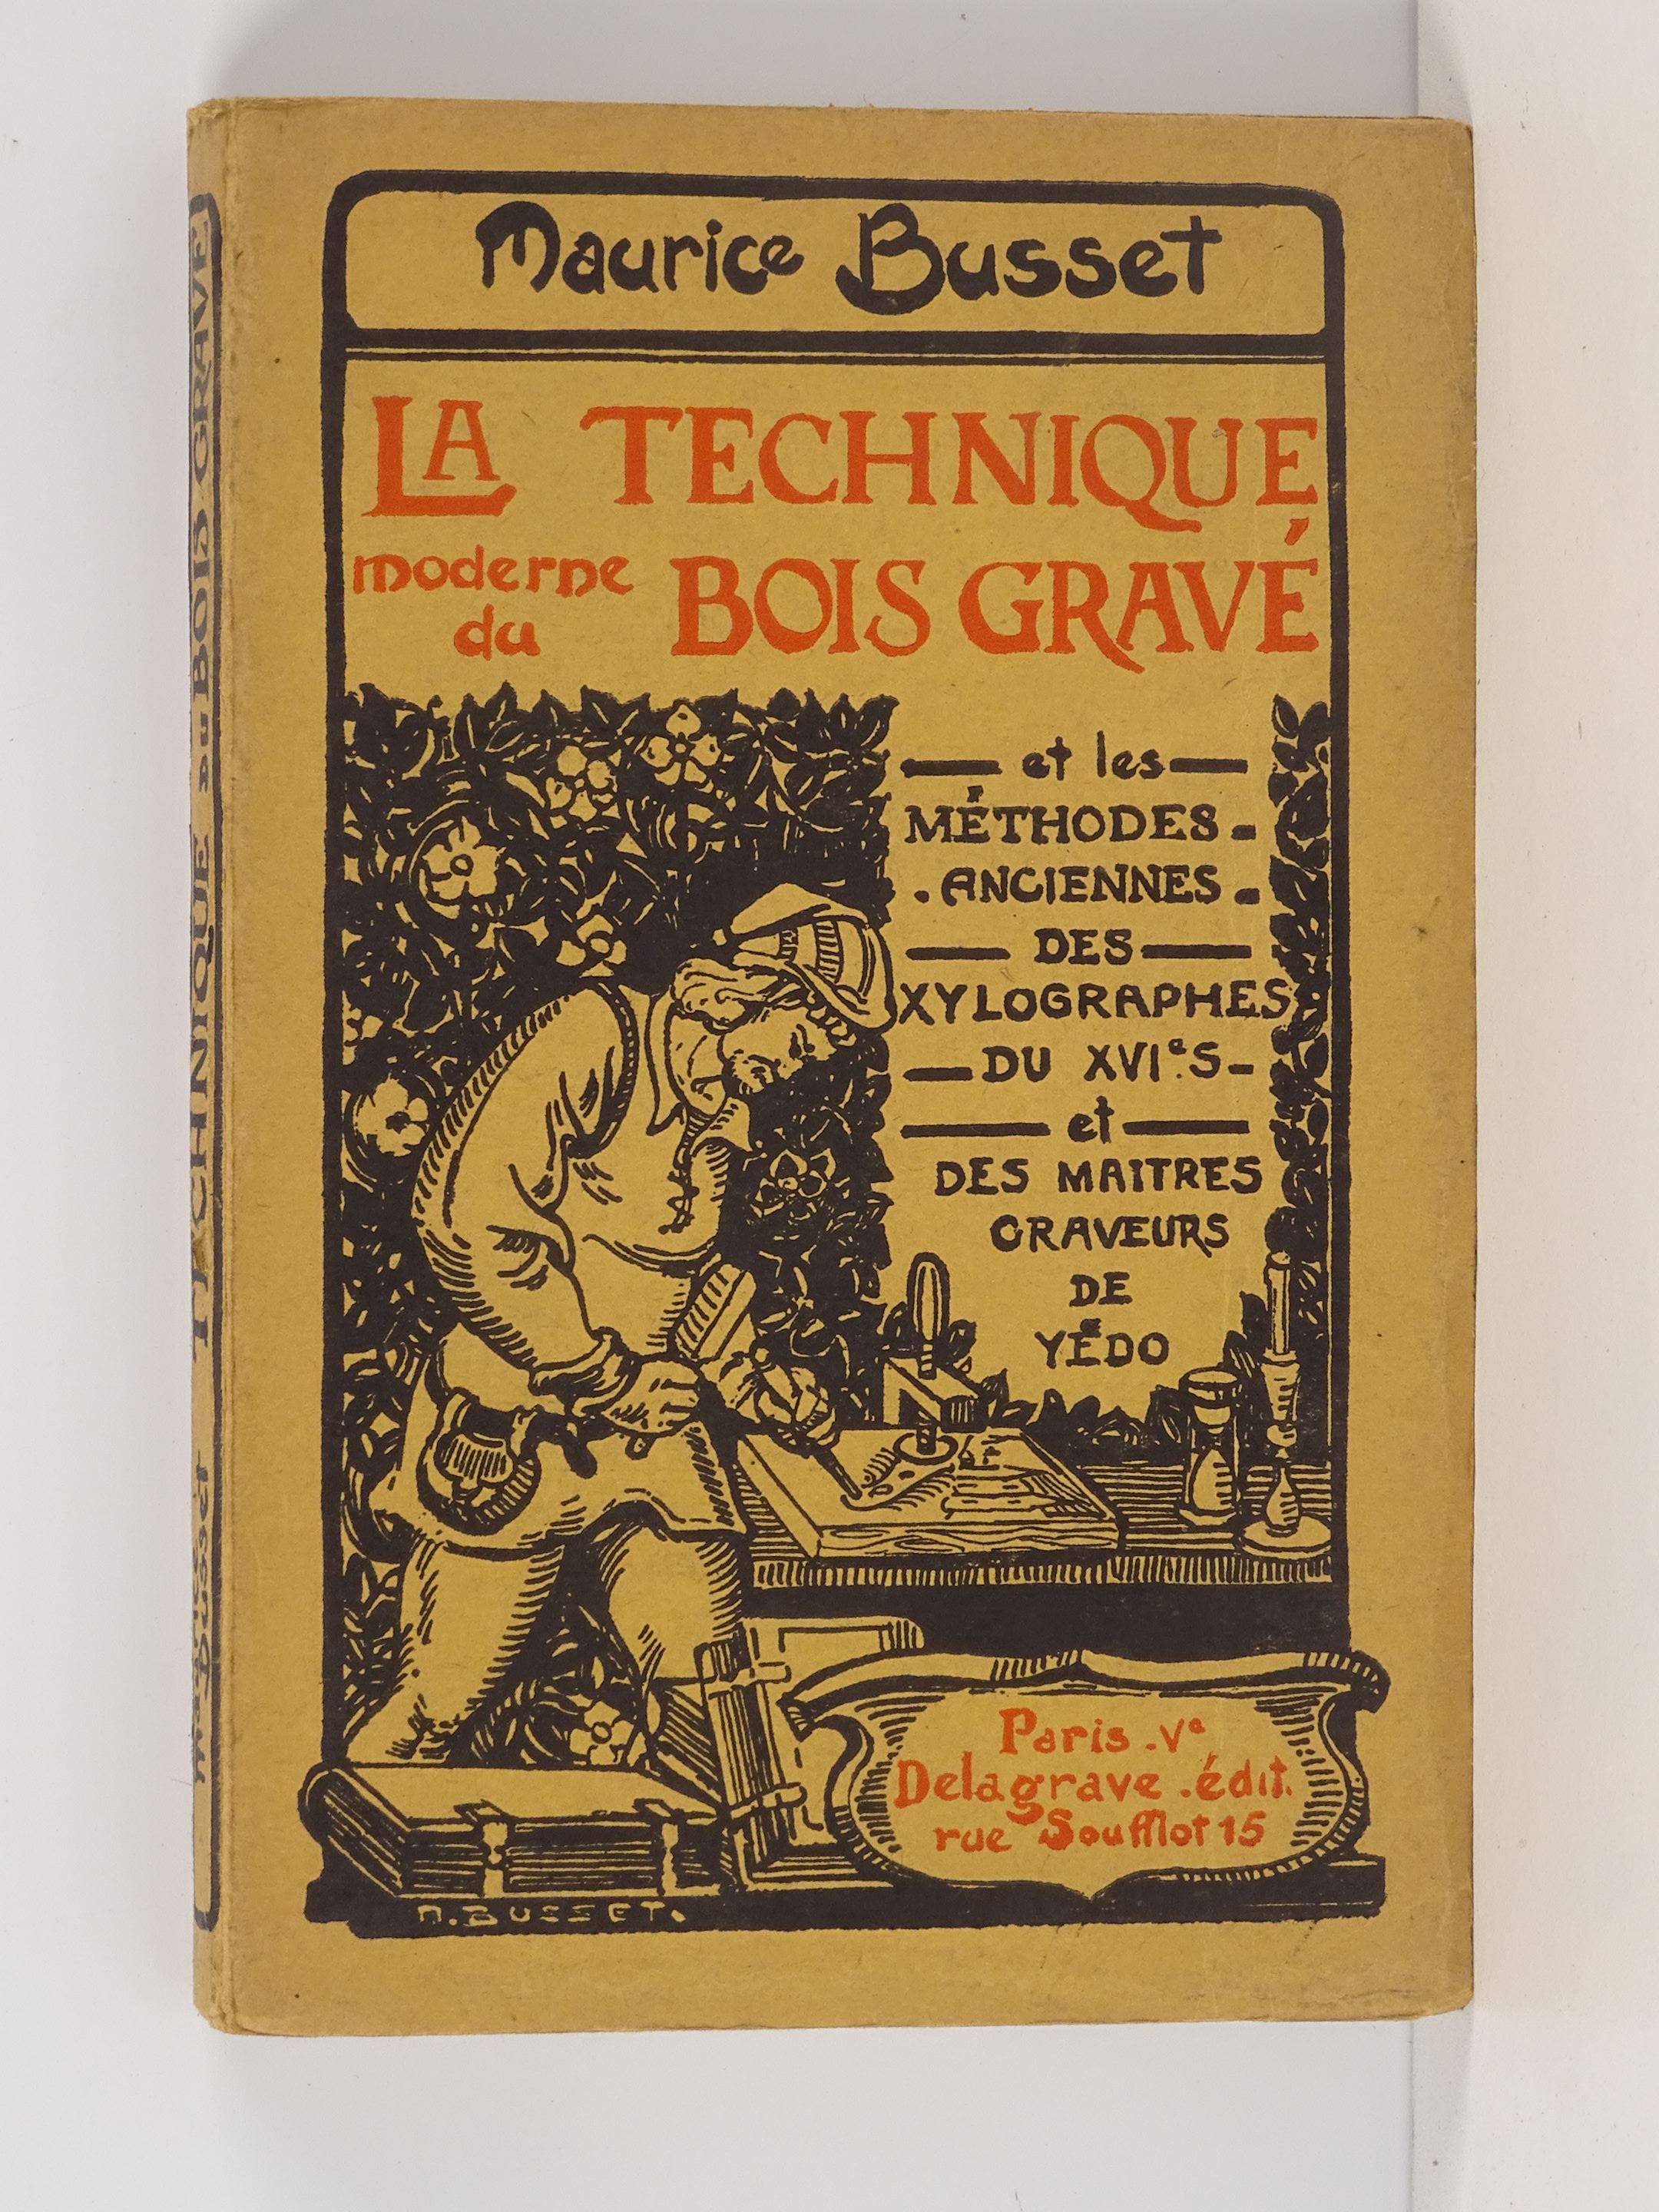 Maurice Busset
LA TECHNIQUE
moderne du BOIS GRAVÉ
et les
MÉTHODES
ANCIENNES
DES
XYLOGRAPHES
DU XVIe.S
et
DES MAITRES
GRAVEURS
DE
YÉDO
Paris . Ve
Delagrave . édit.
rue Soufflot 15
M. BUSSET.
Maurice Busset TECHNIQUE DU BOIS GRAVÉ